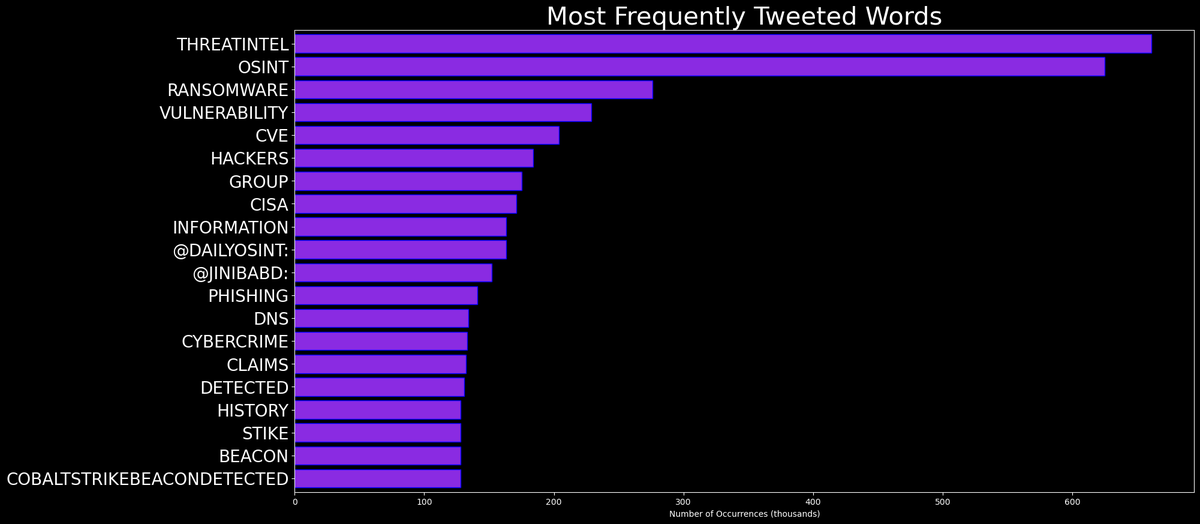 Most Frequently Tweeted Words
THREATINTEL
OSINT
RANSOMWARE
VULNERABILITY
CVE
HACKERS
GROUP
CISA
INFORMATION
@DAILYOSINT:
@JINIBABD:
PHISHING
DNS
CYBERCRIME
CLAIMS
DETECTED
HISTORY
STIKE
BEACON
COBALTSTRIKEBEACONDETECTED
0 100 200 300 400 500 600
Number of Occurrences (thousands)